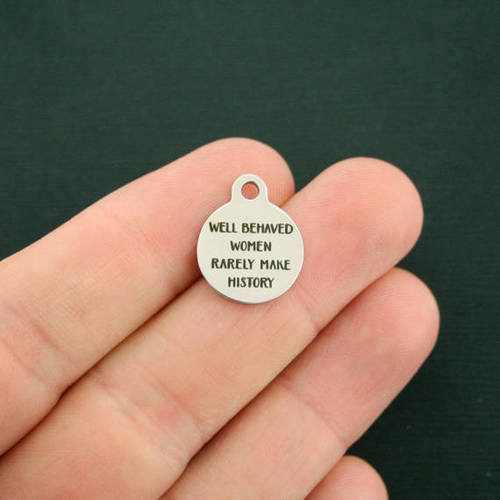 WELL BEHAVED
WOMEN
RARELY MAKE
HISTORY